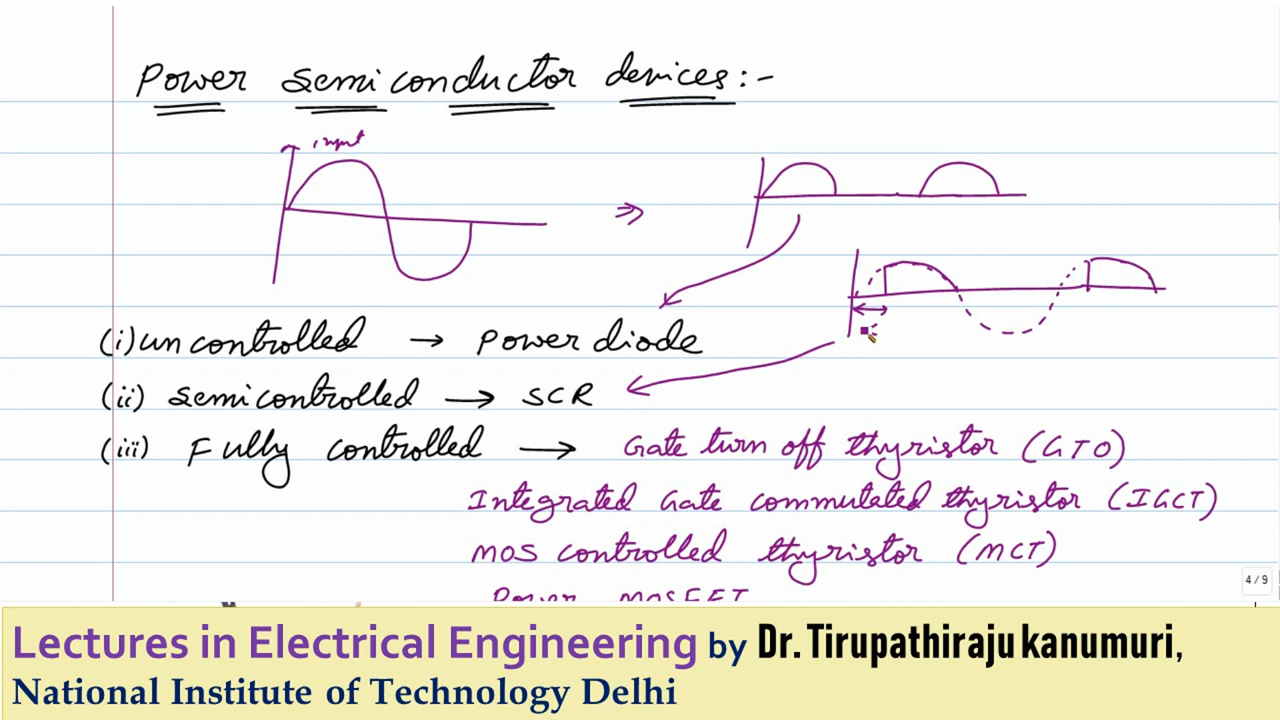 Power semiconductor devices:-
input
(i) uncontrolled → Power diode
(ii) semicontrolled → SCR
(iii) Fully controlled → Gate turn off thyristor (GTO)
Integrated Gate commutated thyristor (IGCT)
MOS controlled thyristor (MCT)
Power MOSFET
4 / 9
Lectures in Electrical Engineering by Dr. Tirupathiraju kanumuri,
National Institute of Technology Delhi